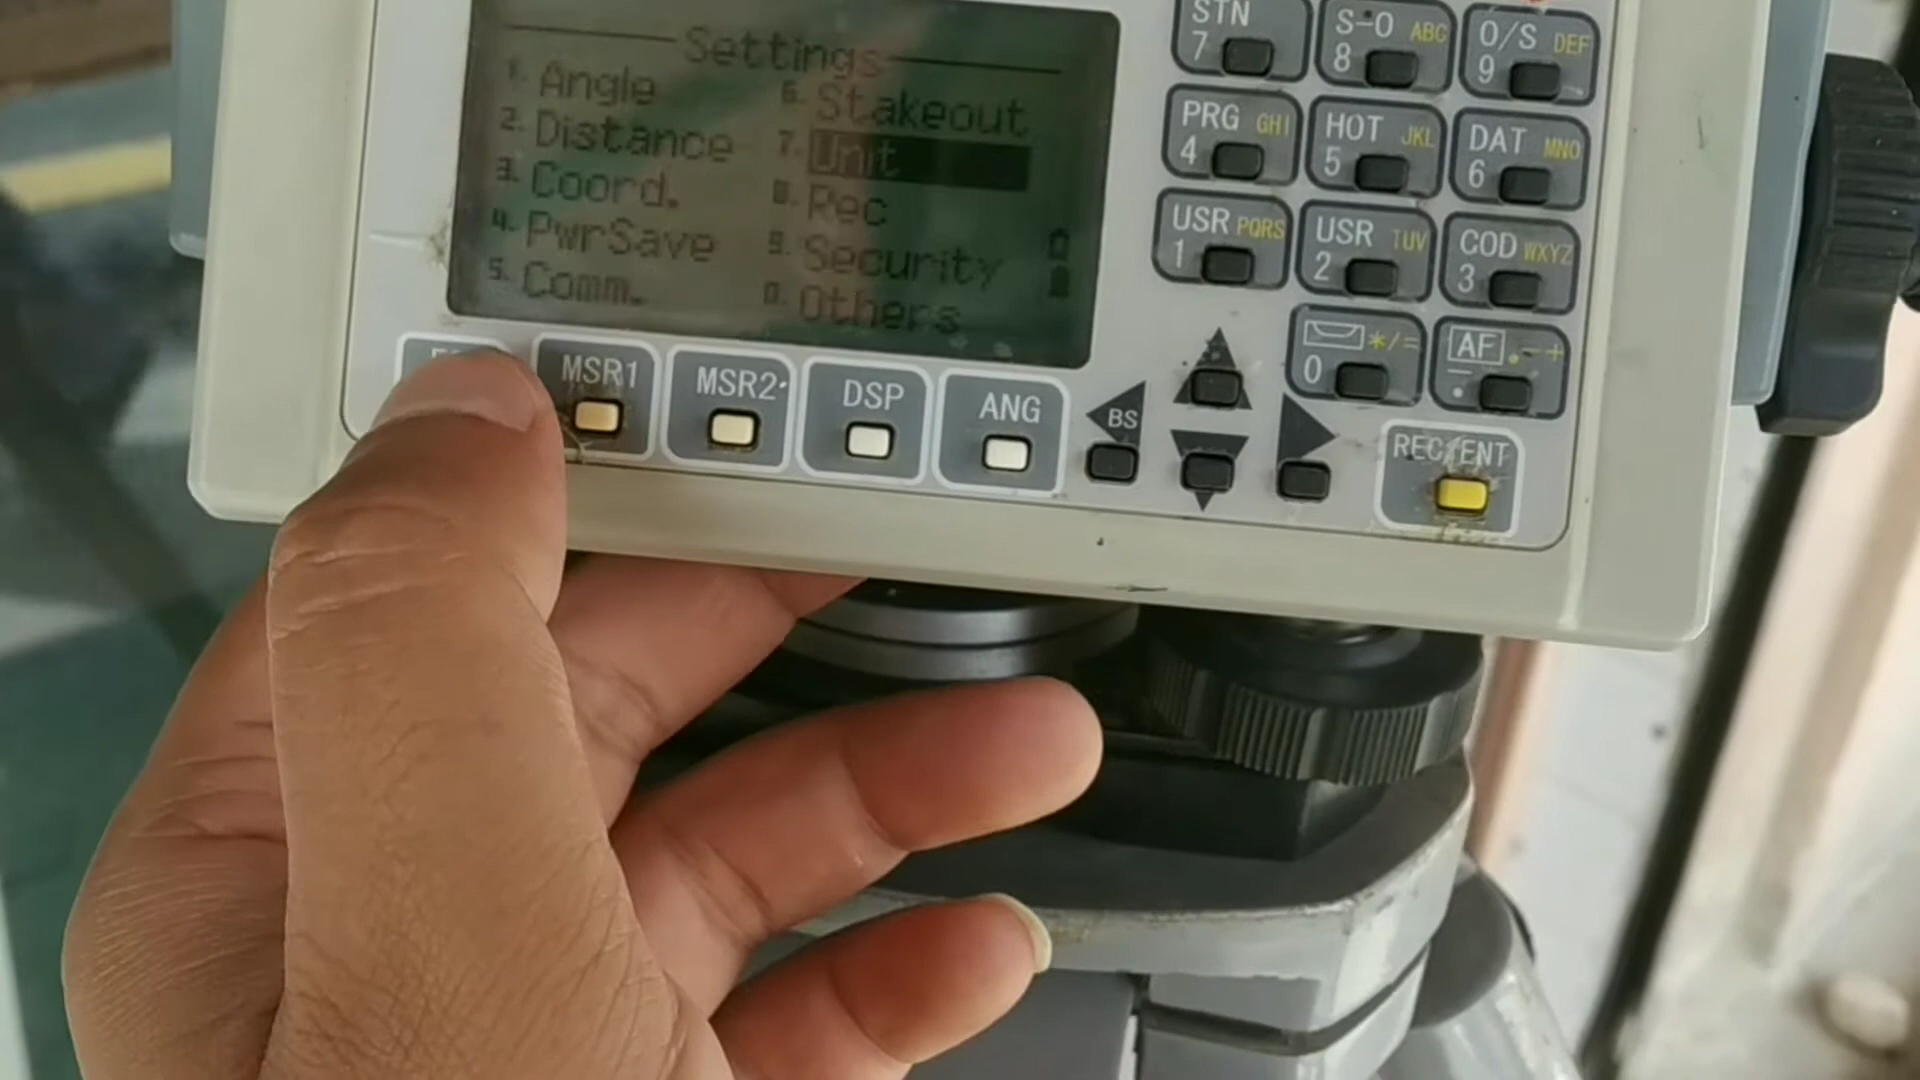 Settings
1. Angle
2. Distance
3. Coord.
4. PwrSave
5. Comm.
6. Stakeout
7. Unit
8. Rec
9. Security
0. Others
STN
7
S-O ABC
8
O/S DEF
9
PRG GHI
4
HOT JKL
5
DAT MNO
6
USR PQRS
1
USR TUV
2
COD WXYZ
3
*/=
0
AF .-+
.
MSR1
MSR2
DSP
ANG
BS
REC/ENT